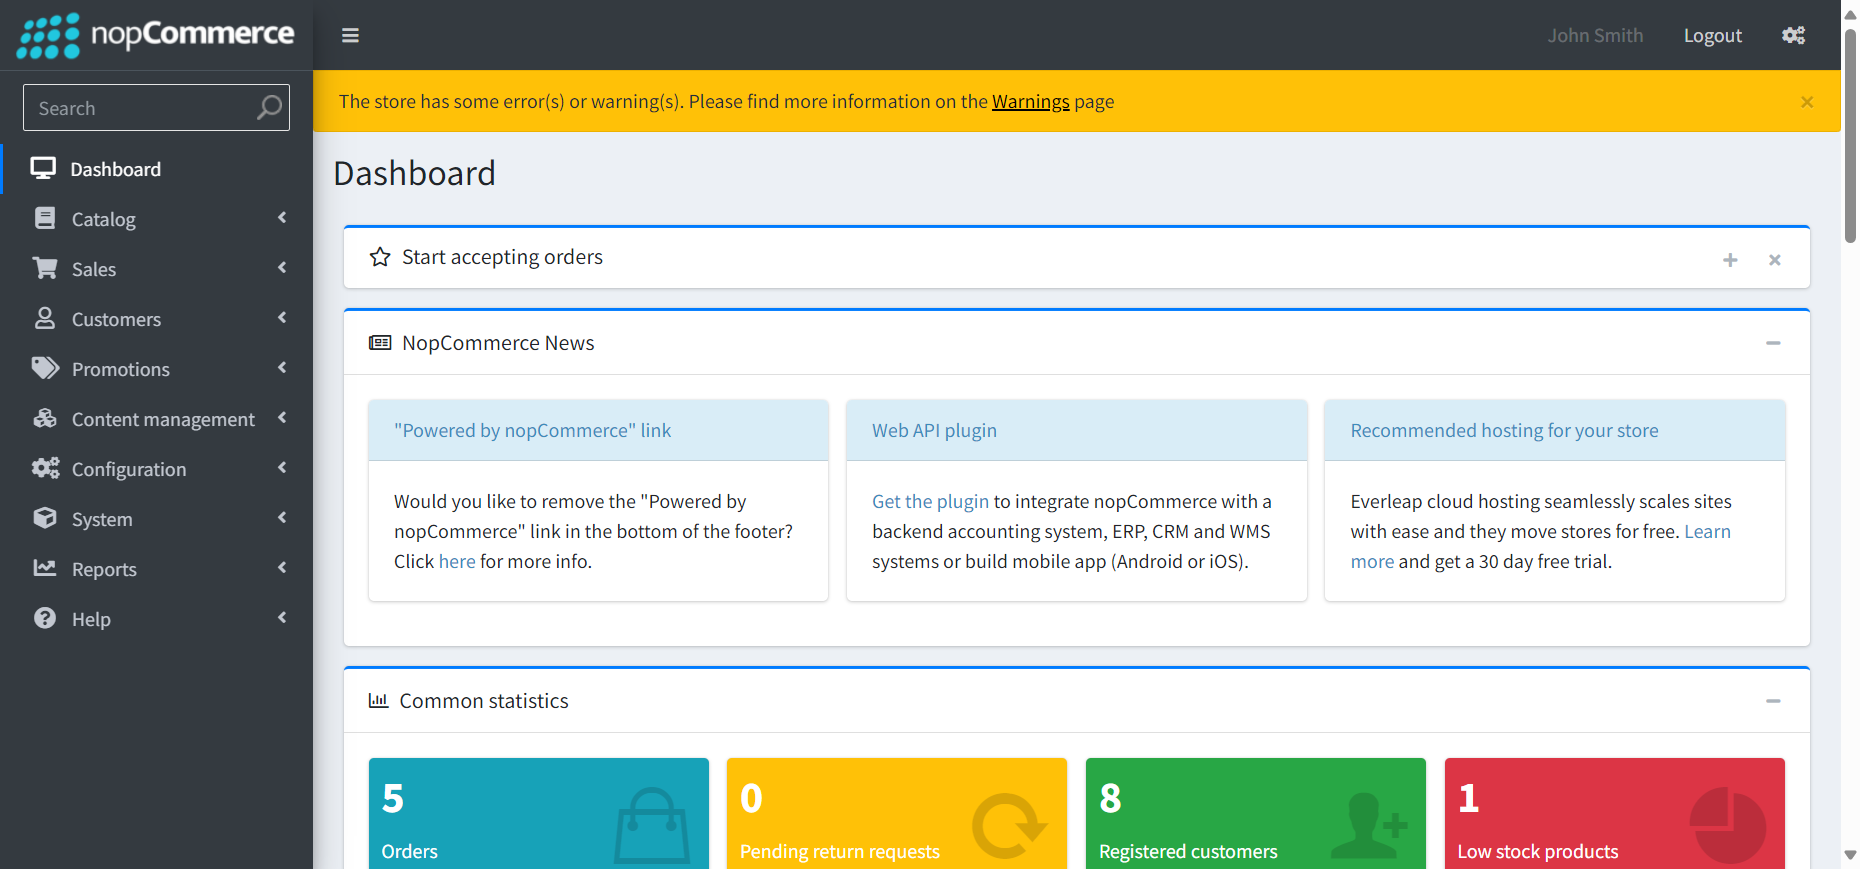 nopCommerce
John Smith
Logout
The store has some error(s) or warning(s). Please find more information on the Warnings page
Search
Dashboard
Catalog
Sales
Customers
Promotions
Content management
Configuration
System
Reports
Help
Dashboard
Start accepting orders
NopCommerce News
"Powered by nopCommerce" link
Would you like to remove the "Powered by
nopCommerce" link in the bottom of the footer?
Click here for more info.
Web API plugin
Get the plugin to integrate nopCommerce with a
backend accounting system, ERP, CRM and WMS
systems or build mobile app (Android or iOS).
Recommended hosting for your store
Everleap cloud hosting seamlessly scales sites
with ease and they move stores for free. Learn
more and get a 30 day free trial.
Common statistics
5
Orders
0
Pending return requests
8
Registered customers
1
Low stock products